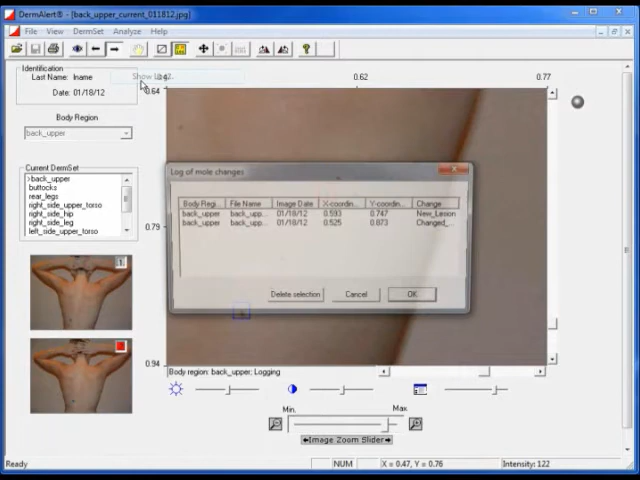 DermAlert® - [back_upper_current_011812.jpg]
File View DermSet Analyze Help
Identification
Last Name: lname
Date: 01/18/12
Body Region
back_upper
Current DermSet
>back_upper
buttocks
rear_legs
right_side_upper_torso
right_side_hip
right_side_leg
left_side_upper_torso
0.62 0.77
0.64
0.79
0.94
Log of mole changes
Body Regi... File Name Image Date X-coordin... Y-coordin... Change
back_upper back_upp... 01/18/12 0.593 0.747 New_Lesion
back_upper back_upp... 01/18/12 0.525 0.873 Changed_...
Delete selection Cancel OK
Body region: back_upper; Logging
Min. Max.
Image Zoom Slider
Ready NUM X = 0.47, Y = 0.76 Intensity: 122